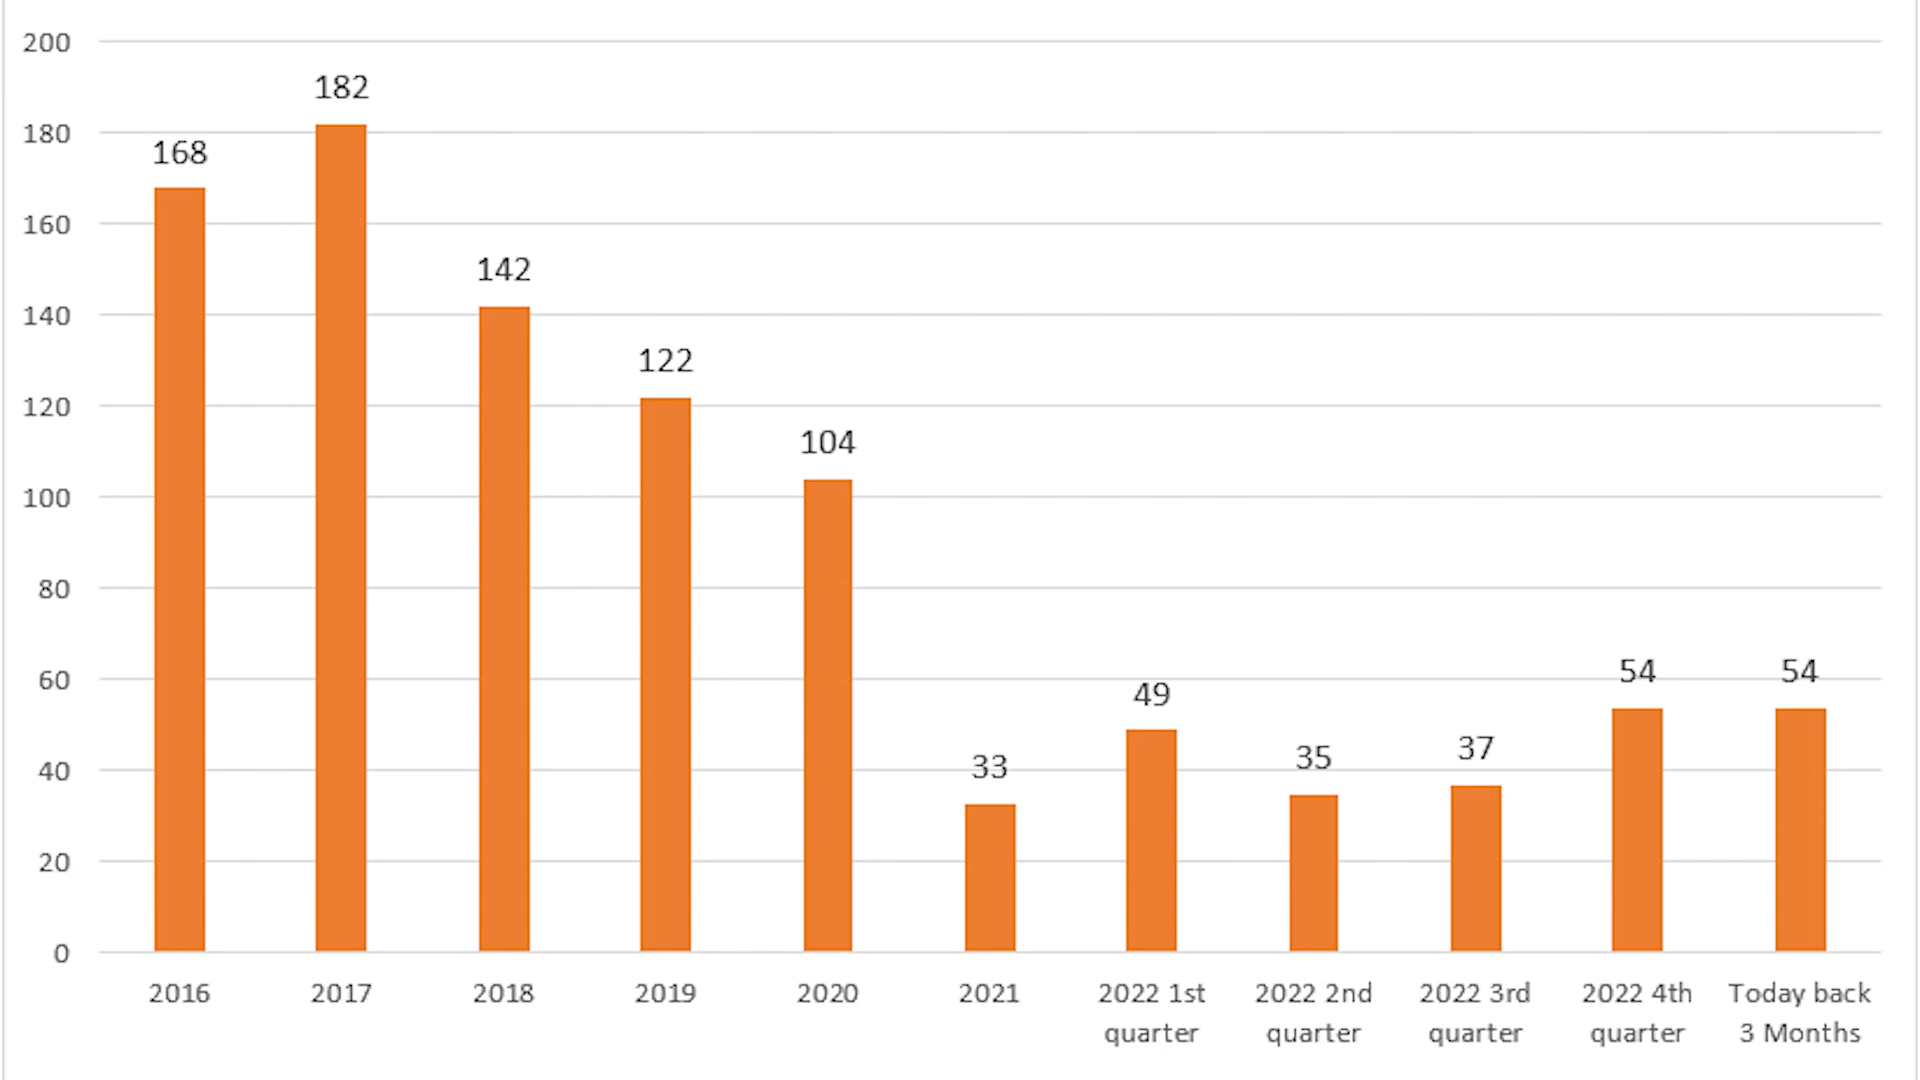 200
180
160
140
120
100
80
60
40
20
0
168
182
142
122
104
33
49
35
37
54
54
2016
2017
2018
2019
2020
2021
2022 1st
quarter
2022 2nd
quarter
2022 3rd
quarter
2022 4th
quarter
Today back
3 Months